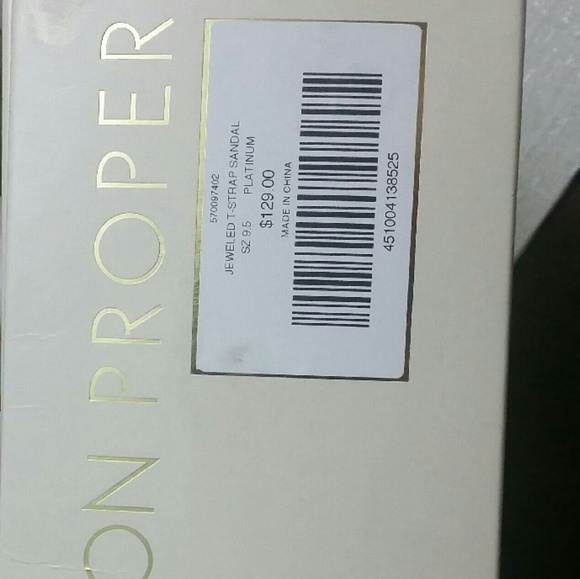 ON PROPER
570097402
JEWELED T-STRAP SANDAL
SZ 9.5 PLATINUM
$129.00
MADE IN CHINA
451004138525